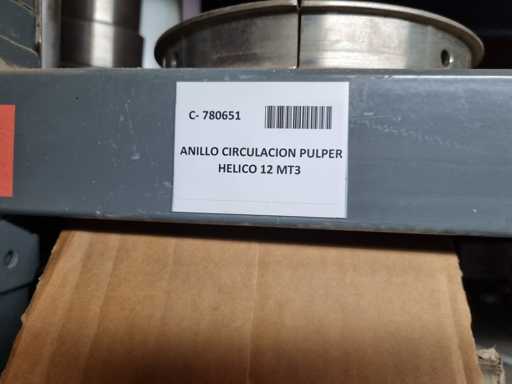 C- 780651
ANILLO CIRCULACION PULPER
HELICO 12 MT3